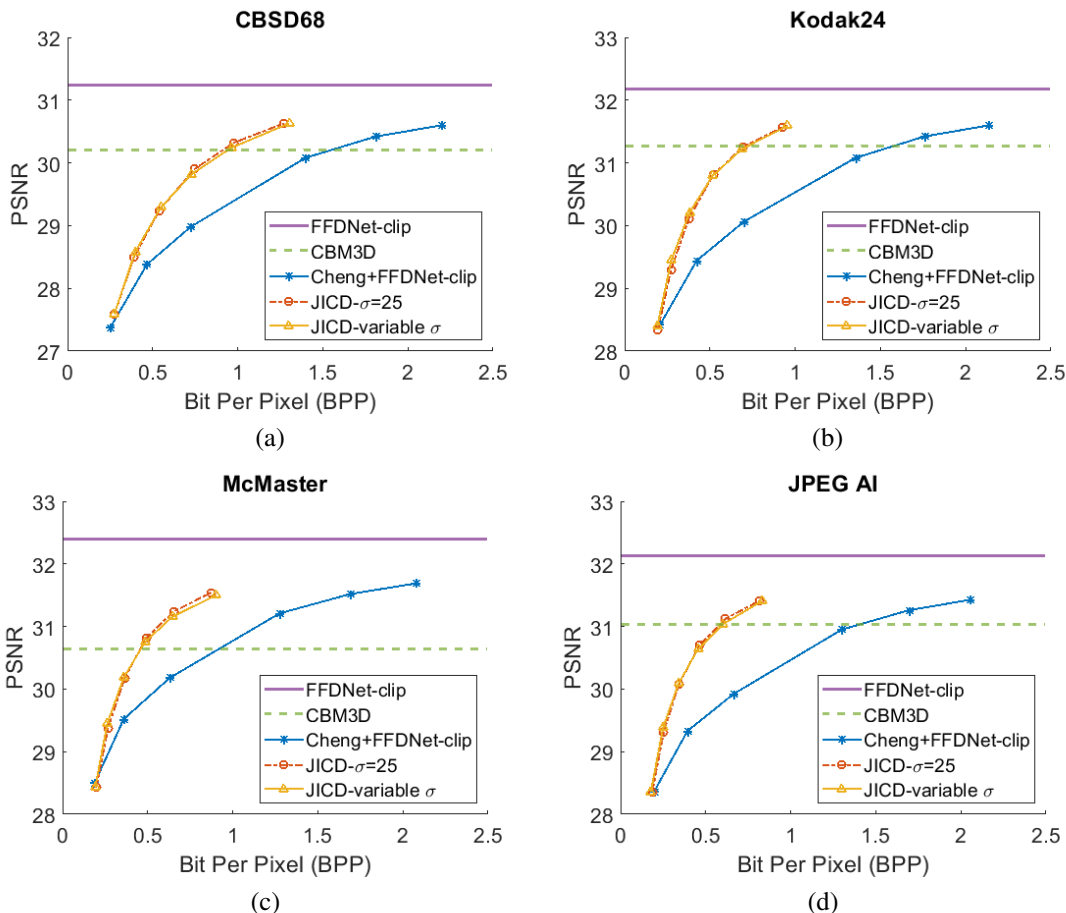 CBSD68
32
31
30
29
28
27
PSNR
FFDNet-clip
CBM3D
Cheng+FFDNet-clip
JICD-σ=25
JICD-variable σ
0 0.5 1 1.5 2 2.5
Bit Per Pixel (BPP)
(a)
Kodak24
33
32
31
30
29
28
PSNR
FFDNet-clip
CBM3D
Cheng+FFDNet-clip
JICD-σ=25
JICD-variable σ
0 0.5 1 1.5 2 2.5
Bit Per Pixel (BPP)
(b)
McMaster
33
32
31
30
29
28
PSNR
FFDNet-clip
CBM3D
Cheng+FFDNet-clip
JICD-σ=25
JICD-variable σ
0 0.5 1 1.5 2 2.5
Bit Per Pixel (BPP)
(c)
JPEG AI
33
32
31
30
29
28
PSNR
FFDNet-clip
CBM3D
Cheng+FFDNet-clip
JICD-σ=25
JICD-variable σ
0 0.5 1 1.5 2 2.5
Bit Per Pixel (BPP)
(d)